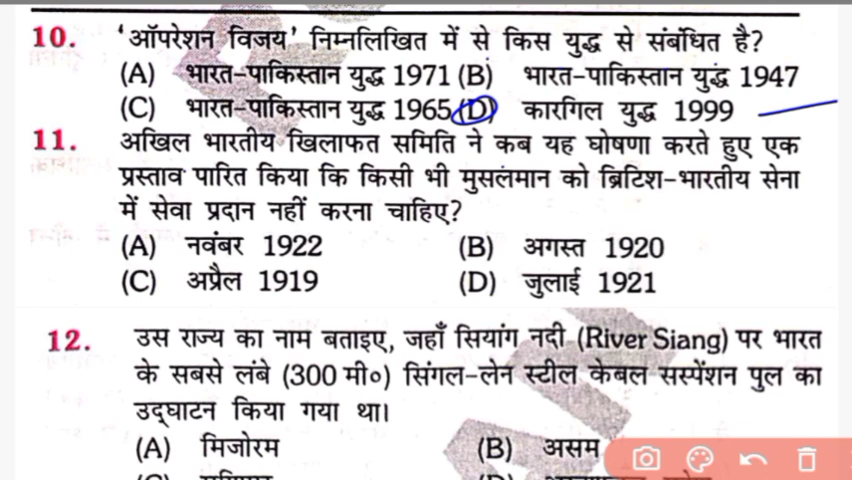 10. 'ऑपरेशन विजय' निम्नलिखित में से किस युद्ध से संबंधित है?
(A) भारत-पाकिस्तान युद्ध 1971 (B) भारत-पाकिस्तान युद्ध 1947
(C) भारत-पाकिस्तान युद्ध 1965 (D) कारगिल युद्ध 1999
11. अखिल भारतीय खिलाफत समिति ने कब यह घोषणा करते हुए एक
प्रस्ताव पारित किया कि किसी भी मुसलमान को ब्रिटिश-भारतीय सेना
में सेवा प्रदान नहीं करना चाहिए?
(A) नवंबर 1922 (B) अगस्त 1920
(C) अप्रैल 1919 (D) जुलाई 1921
12. उस राज्य का नाम बताइए, जहाँ सियांग नदी (River Siang) पर भारत
के सबसे लंबे (300 मी०) सिंगल-लेन स्टील केबल सस्पेंशन पुल का
उद्घाटन किया गया था।
(A) मिजोरम (B) असम